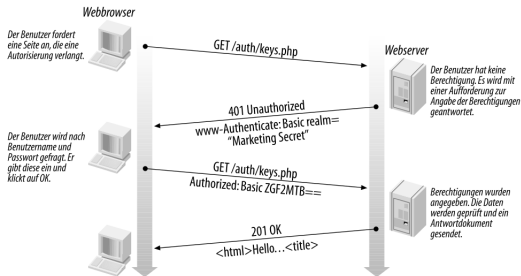 Webbrowser
Der Benutzer fordert
eine Seite an, die eine
Autorisierung verlangt.
GET /auth/keys.php
Webserver
Der Benutzer hat keine
Berechtigung. Es wird mit
einer Aufforderung zur
Angabe der Berechtigungen
geantwortet.
401 Unauthorized
www-Authenticate: Basic realm=
"Marketing Secret"
Der Benutzer wird nach
Benutzername und
Passwort gefragt. Er
gibt diese ein und
klickt auf OK.
GET /auth/keys.php
Authorized: Basic ZGF2MTB==
Berechtigungen wurden
angegeben. Die Daten
werden geprüft und ein
Antwortdokument
gesendet.
201 OK
<html>Hello...<title>